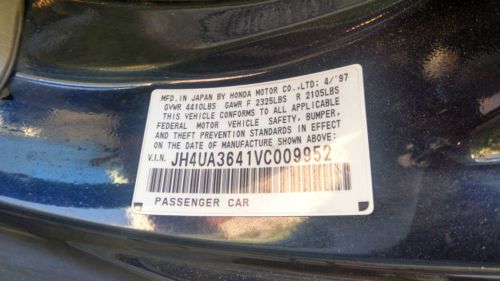 MFD. IN JAPAN BY HONDA MOTOR CO.,LTD: 4/'97
GVWR 4410LBS GAWR F 2325LBS R 2105LBS
THIS VEHICLE CONFORMS TO ALL APPLICABLE
FEDERAL MOTOR VEHICLE SAFETY, BUMPER,
AND THEFT PREVENTION STANDARDS IN EFFECT
ON THE DATE OF MANUFACTURE SHOWN ABOVE:
V.I.N. JH4UA3641VC009952
PASSENGER CAR